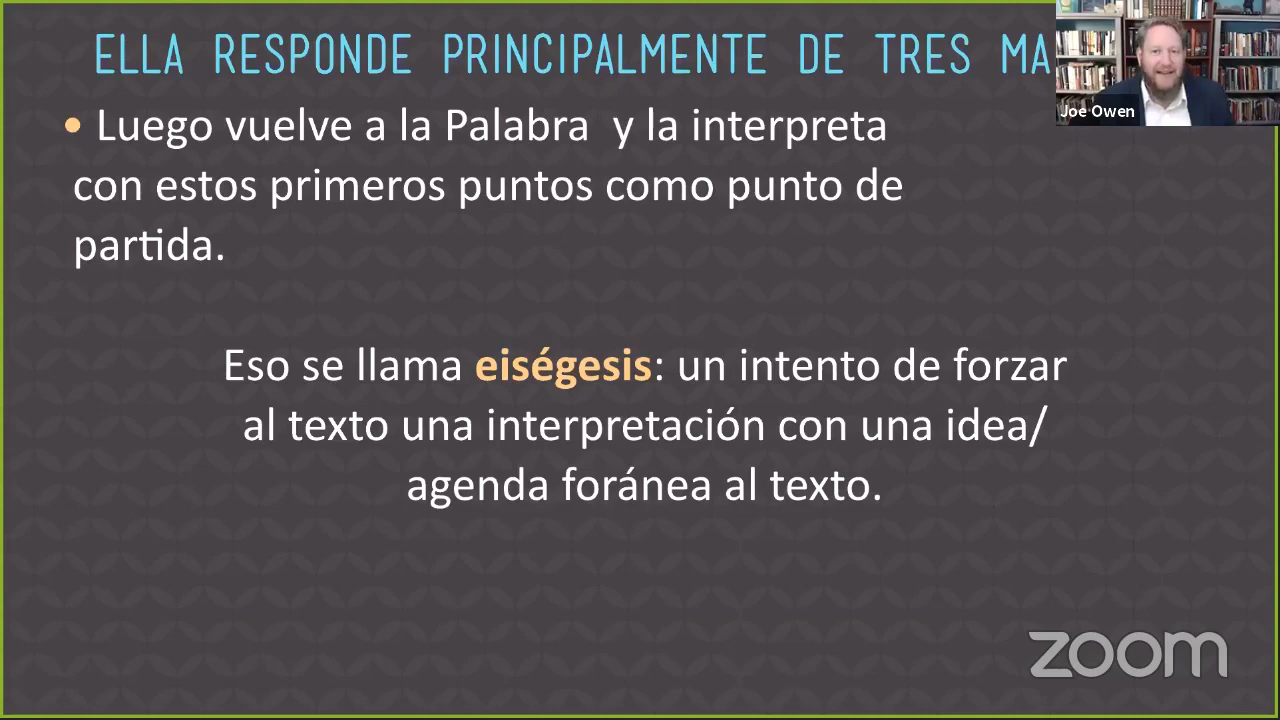 ELLA RESPONDE PRINCIPALMENTE DE TRES MA
Joe Owen
• Luego vuelve a la Palabra y la interpreta
con estos primeros puntos como punto de
partida.
Eso se llama eiségesis: un intento de forzar
al texto una interpretación con una idea/
agenda foránea al texto.
zoom